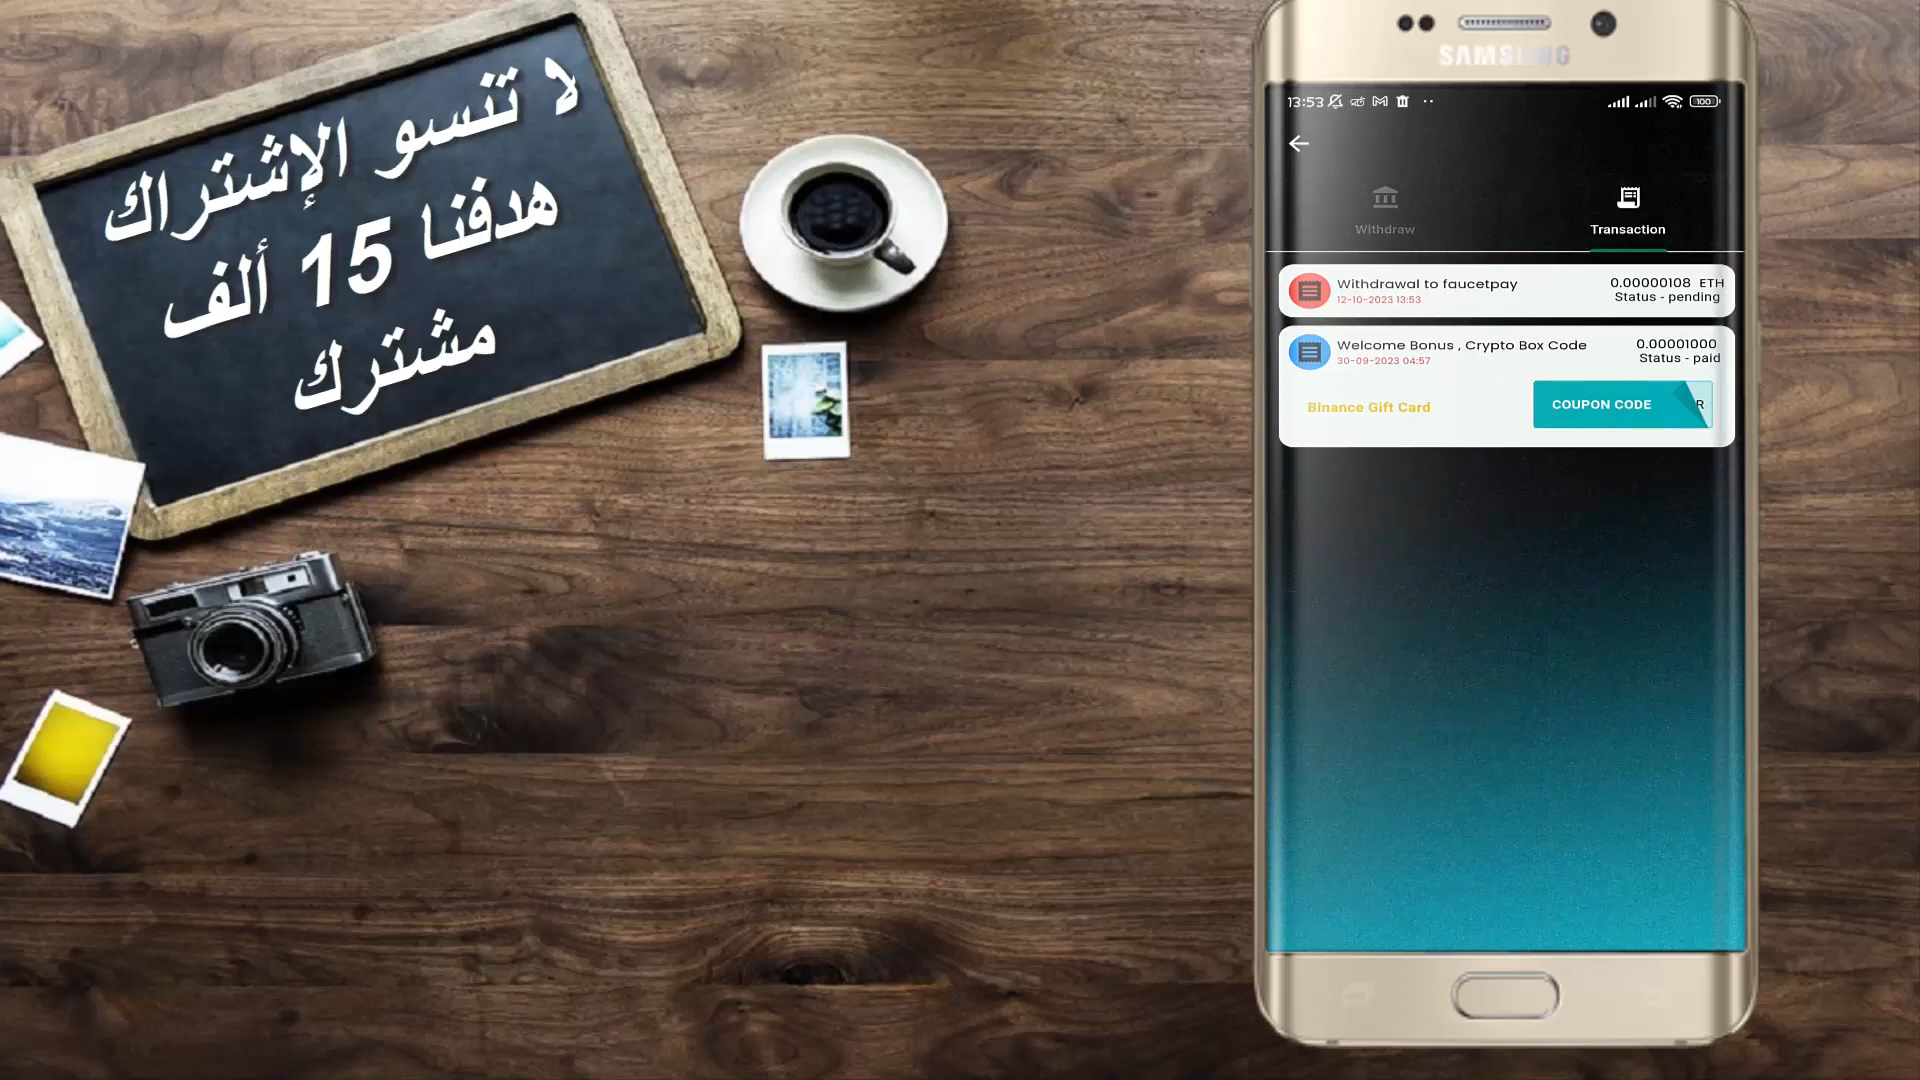 لا تنسو الإشتراك
هدفنا 15 ألف
مشترك
SAMSUNG
13:53
100
Withdraw
Transaction
Withdrawal to faucetpay
0.00000108 ETH
12-10-2023 13:53
Status - pending
Welcome Bonus , Crypto Box Code
0.00001000
30-09-2023 04:57
Status - paid
Binance Gift Card
COUPON CODE
R